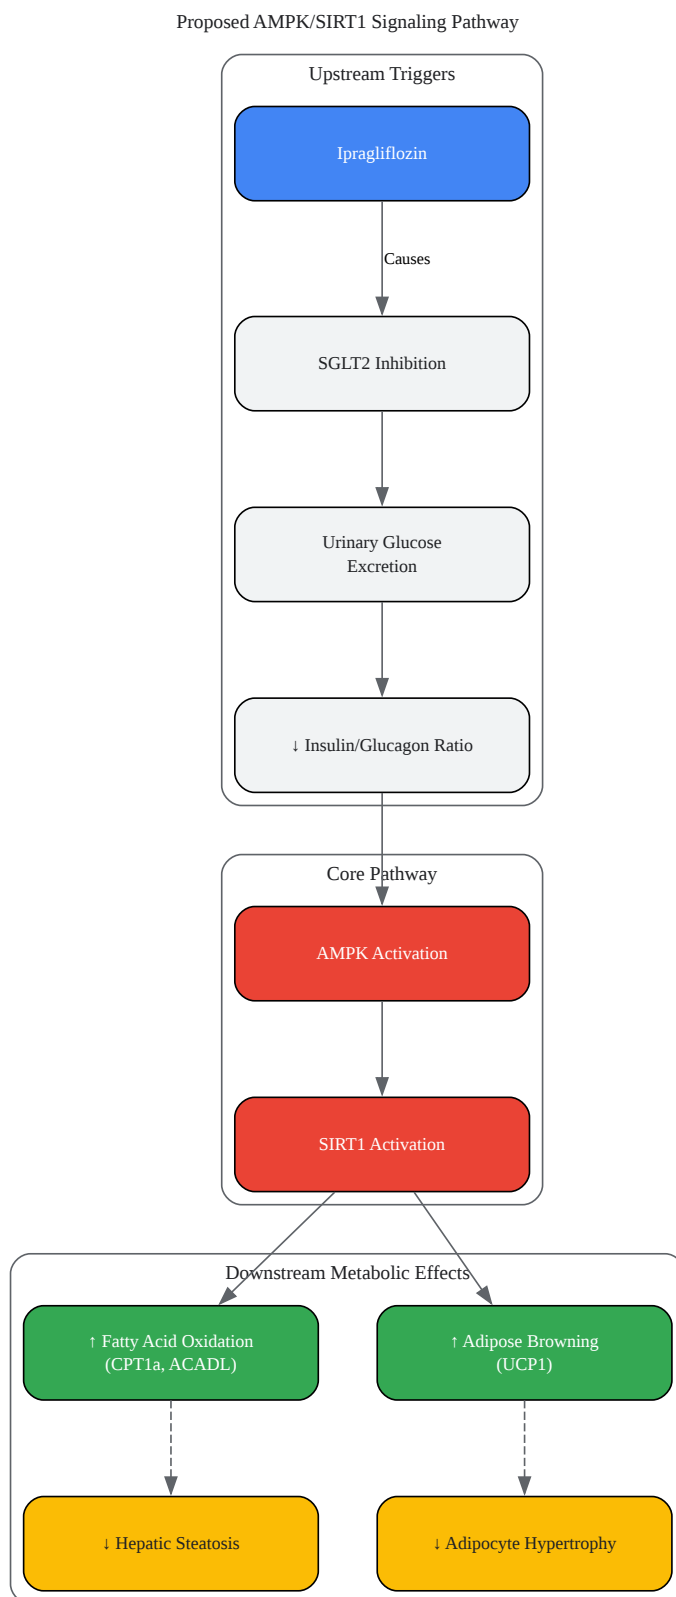 Proposed AMPK/SIRT1 Signaling Pathway
Upstream Triggers
Ipragliflozin
Causes
SGLT2 Inhibition
Urinary Glucose
Excretion
↓ Insulin/Glucagon Ratio
Core Pathway
AMPK Activation
SIRT1 Activation
Downstream Metabolic Effects
↑ Fatty Acid Oxidation
(CPT1a, ACADL)
↑ Adipose Browning
(UCP1)
↓ Hepatic Steatosis
↓ Adipocyte Hypertrophy